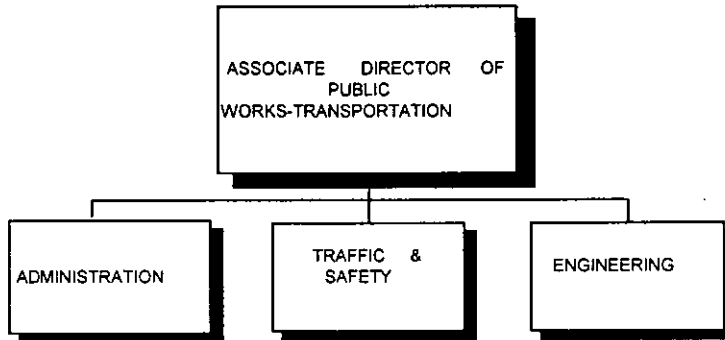 ASSOCIATE DIRECTOR OF
PUBLIC
WORKS-TRANSPORTATION
ADMINISTRATION
TRAFFIC &
SAFETY
ENGINEERING